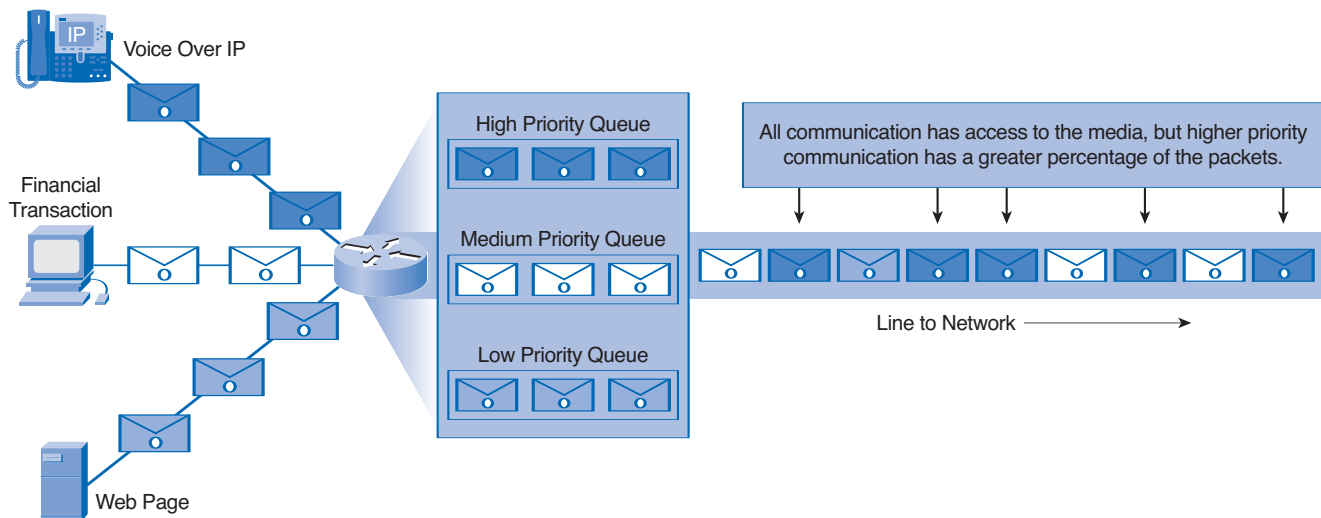 IP
Voice Over IP
Financial
Transaction
Web Page
High Priority Queue
Medium Priority Queue
Low Priority Queue
All communication has access to the media, but higher priority
communication has a greater percentage of the packets.
Line to Network